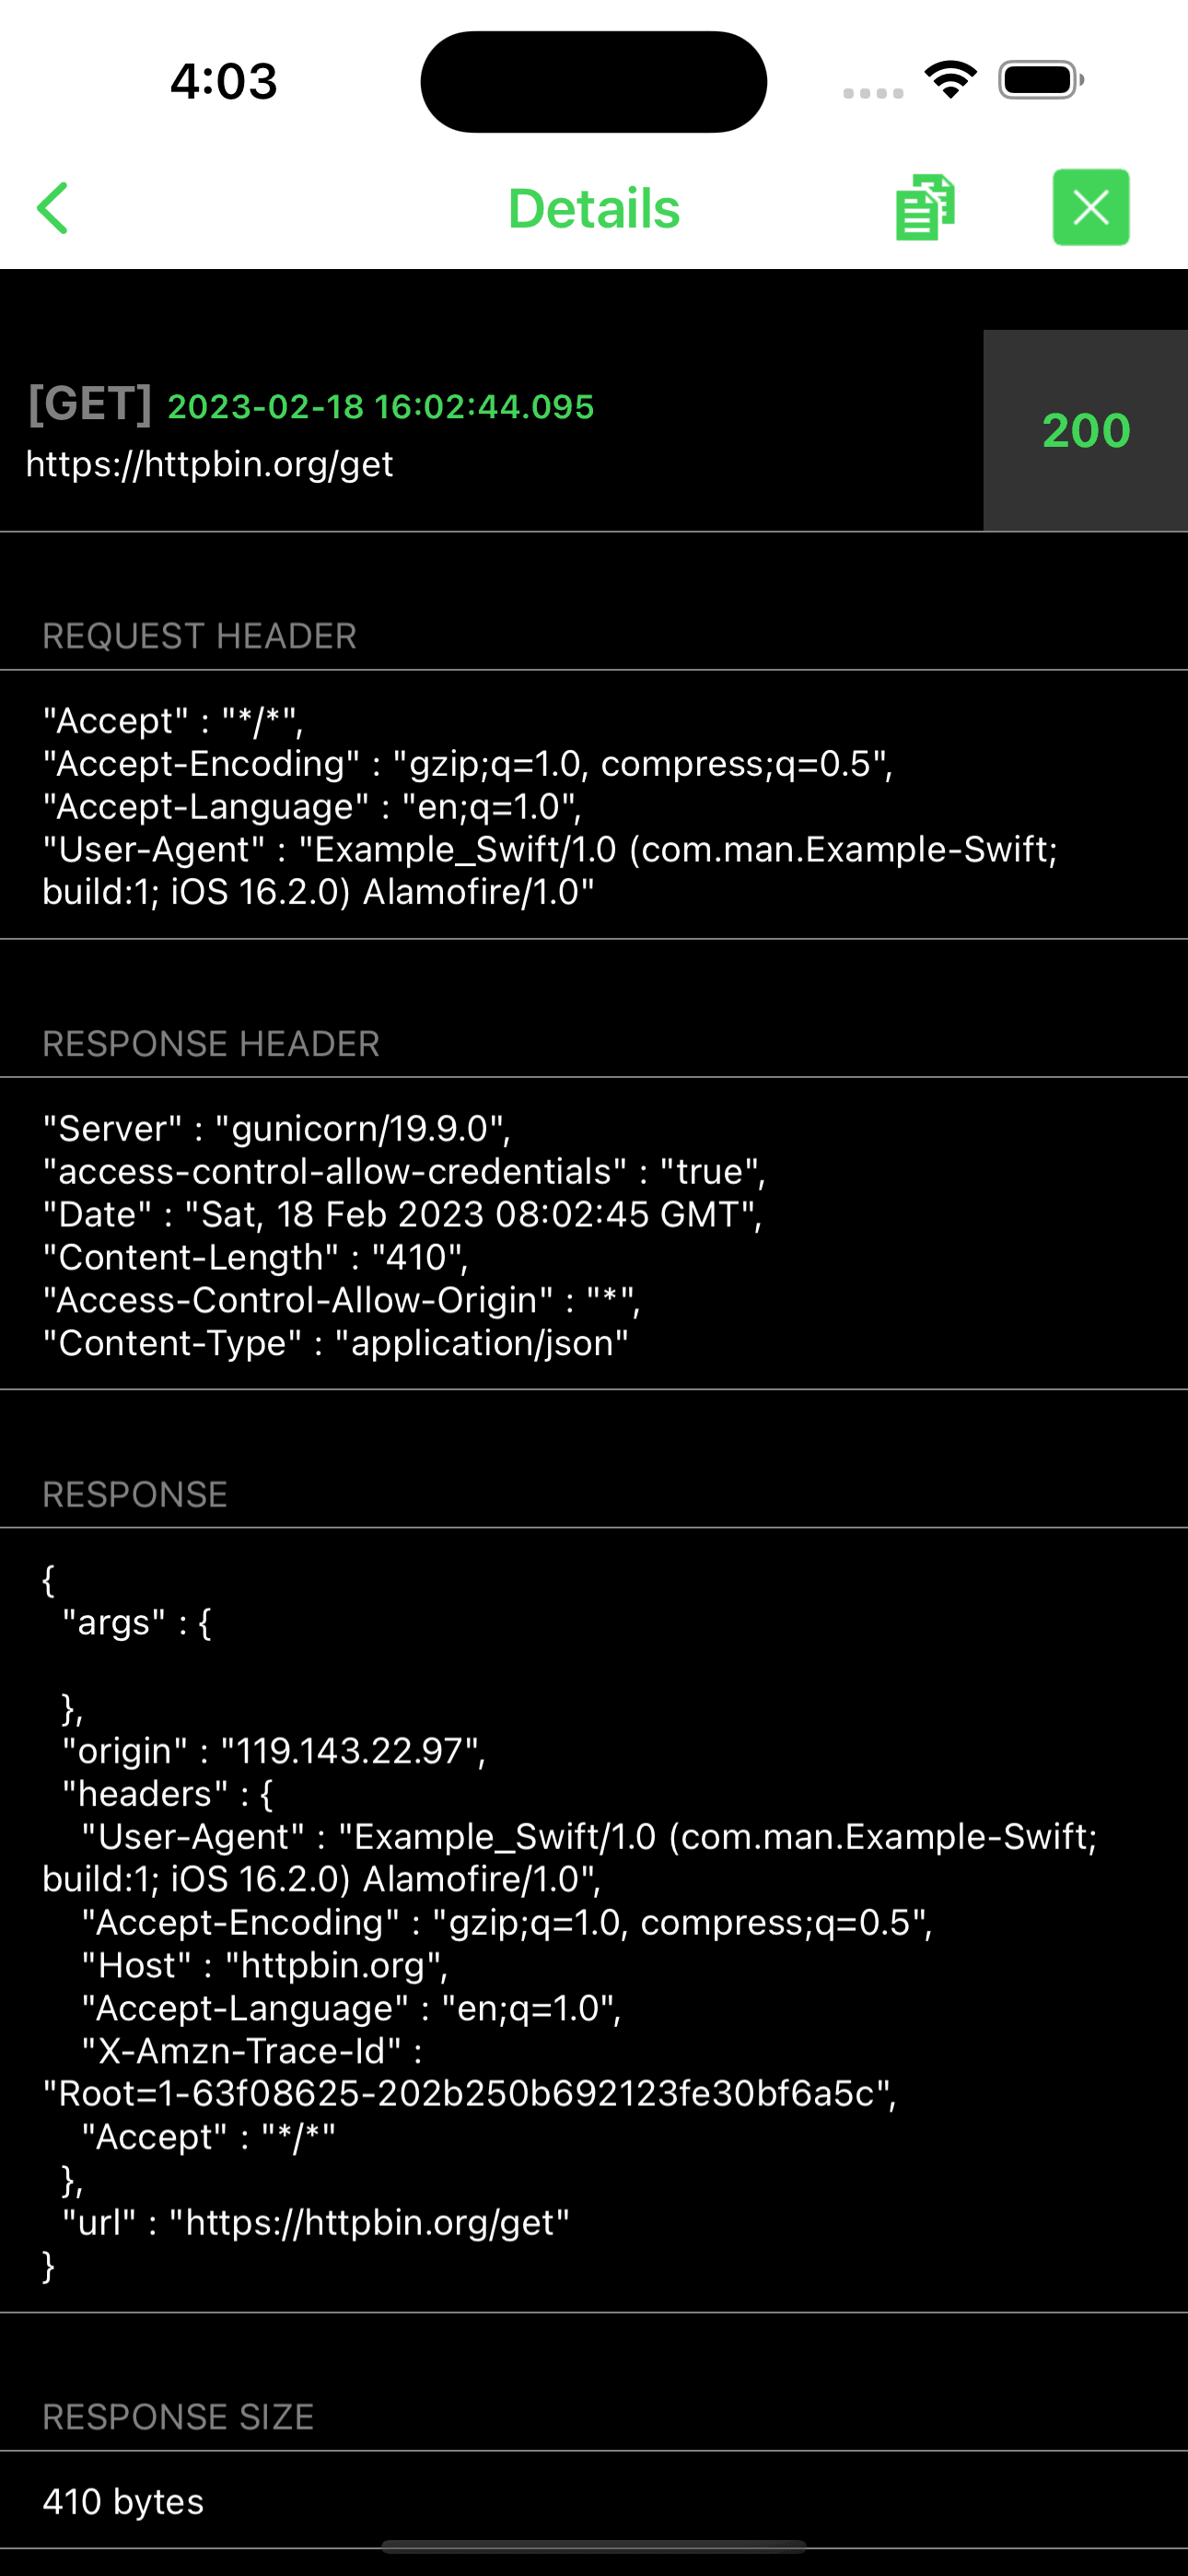 4:03
Details
[GET] 2023-02-18 16:02:44.095
200
https://httpbin.org/get
REQUEST HEADER
"Accept" : "*/*",
"Accept-Encoding" : "gzip;q=1.0, compress;q=0.5",
"Accept-Language" : "en;q=1.0",
"User-Agent" : "Example_Swift/1.0 (com.man.Example-Swift;
build:1; iOS 16.2.0) Alamofire/1.0"
RESPONSE HEADER
"Server" : "gunicorn/19.9.0",
"access-control-allow-credentials" : "true",
"Date" : "Sat, 18 Feb 2023 08:02:45 GMT",
"Content-Length" : "410",
"Access-Control-Allow-Origin" : "*",
"Content-Type" : "application/json"
RESPONSE
{
  "args" : {
  },
  "origin" : "119.143.22.97",
  "headers" : {
    "User-Agent" : "Example_Swift/1.0 (com.man.Example-Swift;
build:1; iOS 16.2.0) Alamofire/1.0",
    "Accept-Encoding" : "gzip;q=1.0, compress;q=0.5",
    "Host" : "httpbin.org",
    "Accept-Language" : "en;q=1.0",
    "X-Amzn-Trace-Id" :
"Root=1-63f08625-202b250b692123fe30bf6a5c",
    "Accept" : "*/*"
  },
  "url" : "https://httpbin.org/get"
}
RESPONSE SIZE
410 bytes